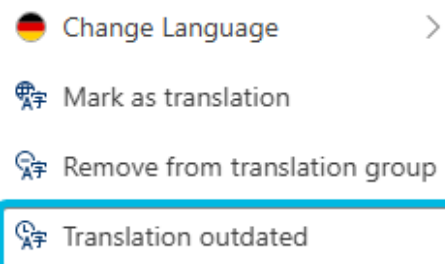 Change Language
Mark as translation
Remove from translation group
Translation outdated